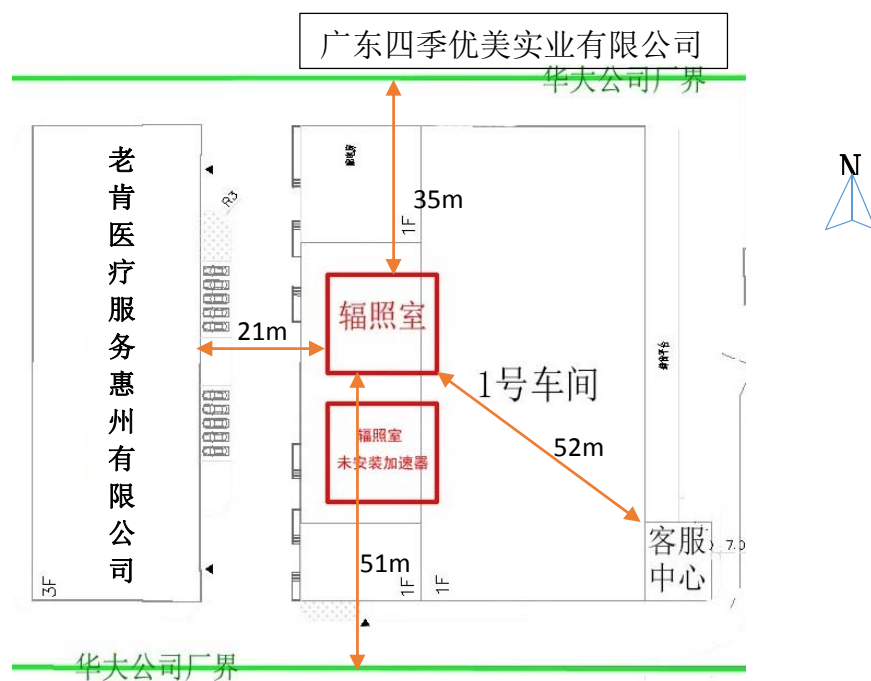 广东四季优美实业有限公司
华大公司厂界
老肯医疗服务惠州有限公司
配电房
N
R3
35m
1F
辐照室
21m
1号车间
辐照室
未安装加速器
52m
51m
客服
中心
7.0
3F
1F
1F
华大公司厂界